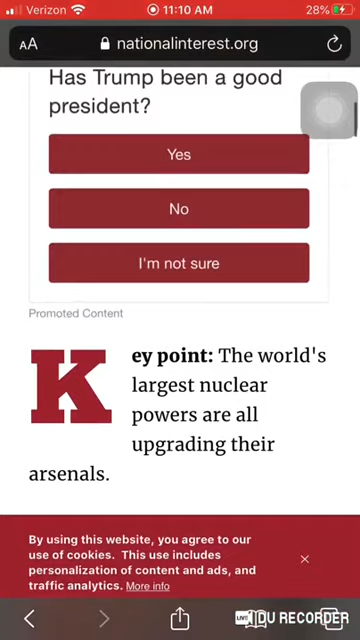 Verizon 11:10 AM 28%
AA nationalinterest.org
Has Trump been a good
president?
Yes
No
I'm not sure
Promoted Content
Key point: The world's
largest nuclear
powers are all
upgrading their
arsenals.
By using this website, you agree to our
use of cookies. This use includes
personalization of content and ads, and
traffic analytics. More info
LIVE DU RECORDER